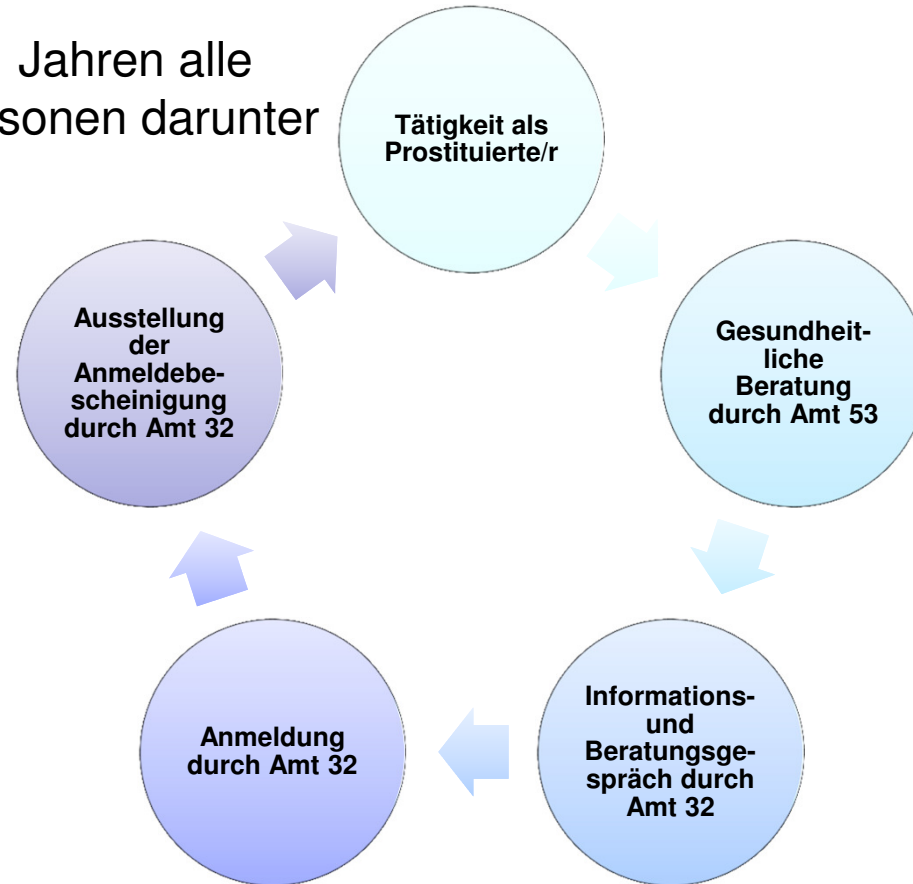 Jahren alle
sonen darunter
Tätigkeit als
Prostituierte/r
Gesundheit-
liche
Beratung
durch Amt 53
Informations-
und
Beratungsge-
spräch durch
Amt 32
Anmeldung
durch Amt 32
Ausstellung
der
Anmeldebe-
scheinigung
durch Amt 32